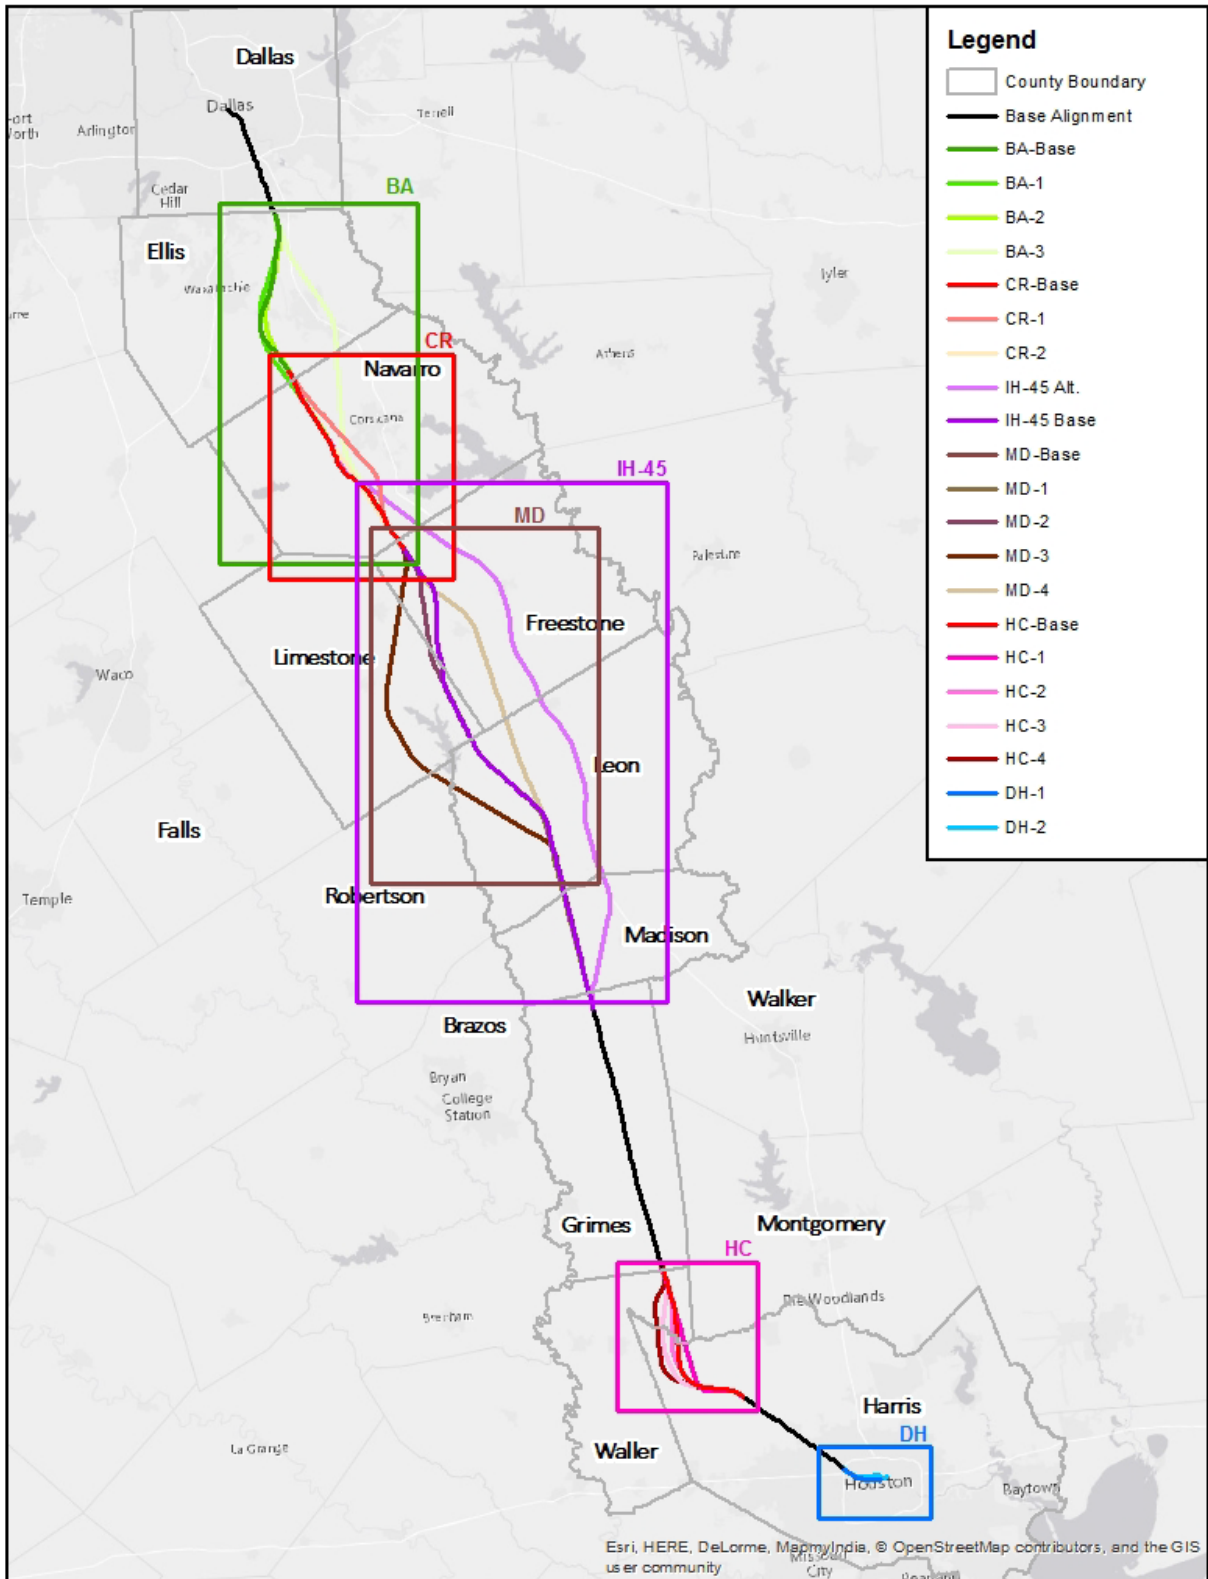 Legend
County Boundary
Base Alignment
BA-Base
BA-1
BA-2
BA-3
CR-Base
CR-1
CR-2
IH-45 Alt.
IH-45 Base
MD-Base
MD-1
MD-2
MD-3
MD-4
HC-Base
HC-1
HC-2
HC-3
HC-4
DH-1
DH-2
Dallas
Dallas
Terrell
Arlington
Cedar
Hill
BA
Ellis
Waxahachie
Tyler
CR
Navarro
Athens
Corsicana
IH-45
MD
Palestine
Freestone
Limestone
Waco
Leon
Falls
Temple
Robertson
Madison
Walker
Brazos
Huntsville
Bryan
College
Station
Grimes
Montgomery
HC
The Woodlands
Brenham
Harris
DH
La Grange
Waller
Houston
Baytown
Esri, HERE, DeLorme, MapmyIndia, © OpenStreetMap contributors, and the GIS
user community
City